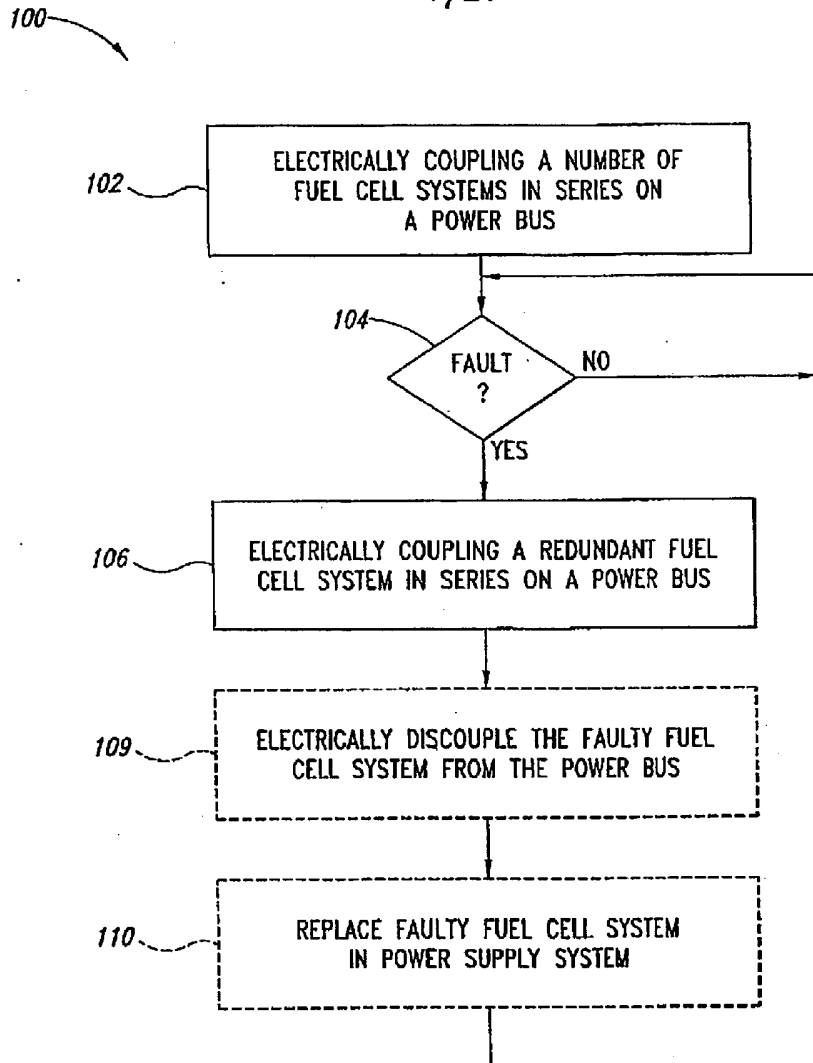 100
102
ELECTRICALLY COUPLING A NUMBER OF
FUEL CELL SYSTEMS IN SERIES ON
A POWER BUS
104
FAULT
?
NO
YES
106
ELECTRICALLY COUPLING A REDUNDANT FUEL
CELL SYSTEM IN SERIES ON A POWER BUS
109
ELECTRICALLY DISCOUPLE THE FAULTY FUEL
CELL SYSTEM FROM THE POWER BUS
110
REPLACE FAULTY FUEL CELL SYSTEM
IN POWER SUPPLY SYSTEM